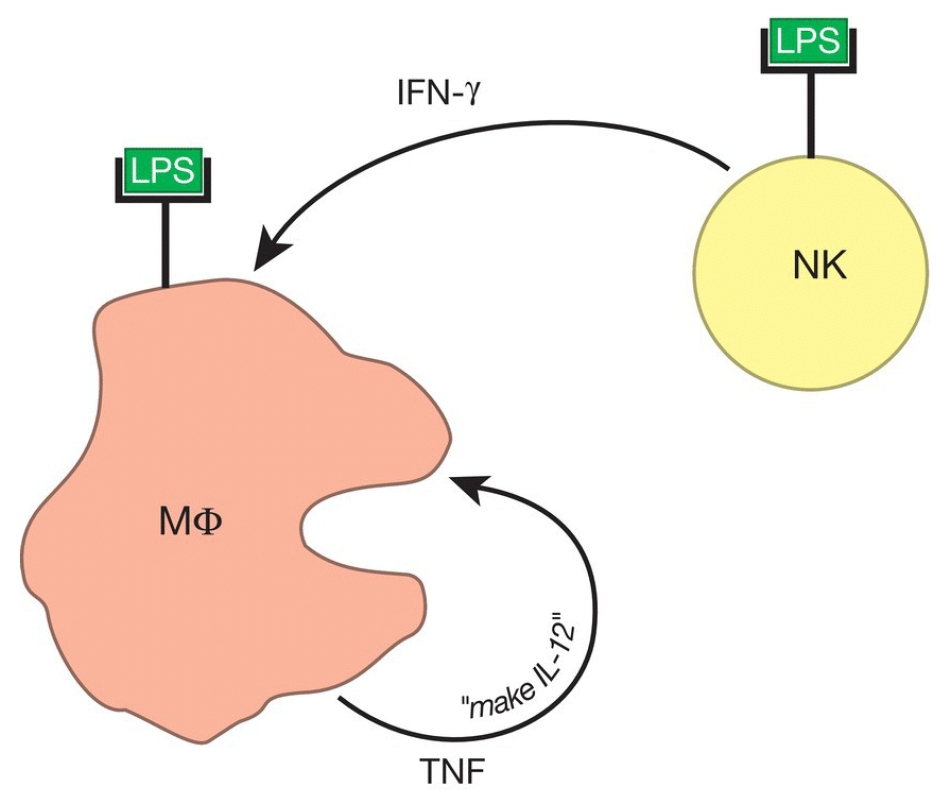 LPS
IFN-γ
LPS
NK
MΦ
"make IL-12"
TNF